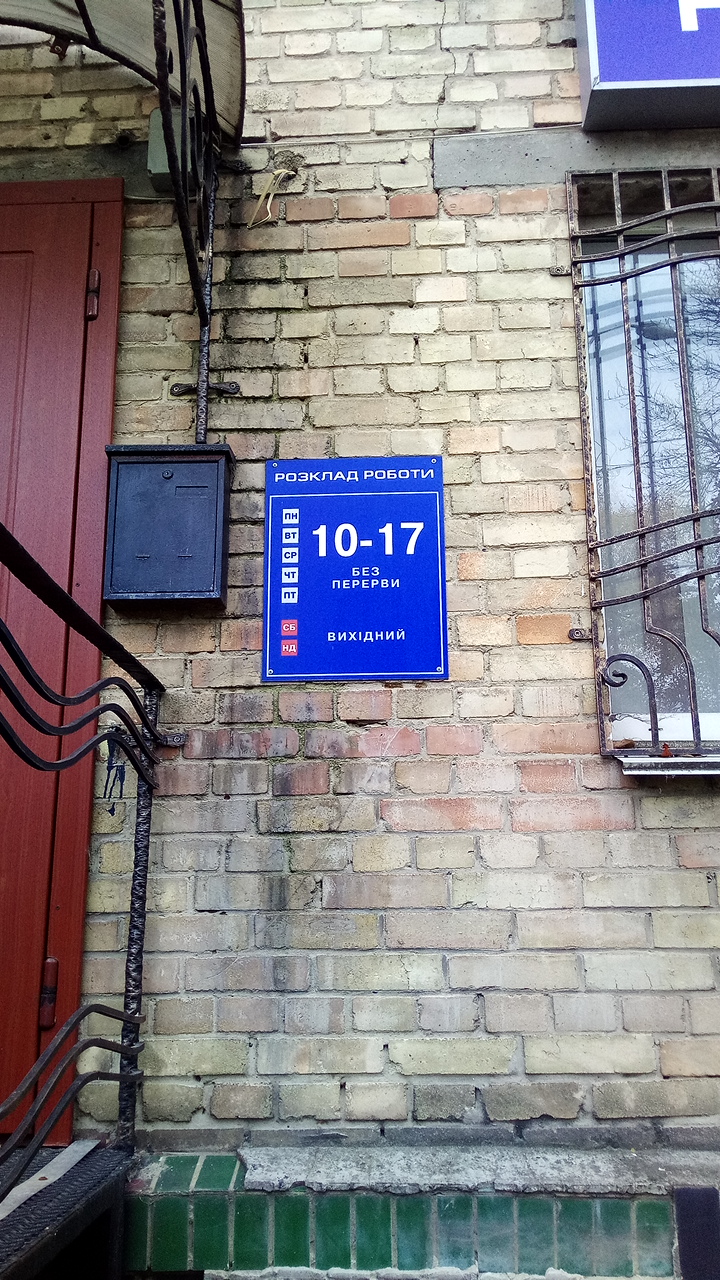 РОЗКЛАД РОБОТИ
ПН
ВТ
СР
ЧТ
ПТ
10-17
БЕЗ
ПЕРЕРВИ
СБ
НД
ВИХІДНИЙ